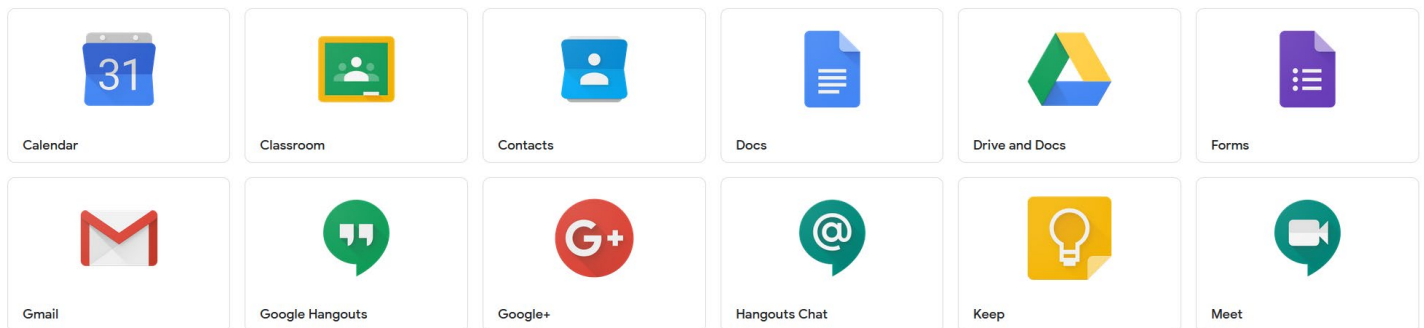 31
Calendar
Classroom
Contacts
Docs
Drive and Docs
Forms
G+
@
Gmail
Google Hangouts
Google+
Hangouts Chat
Keep
Meet